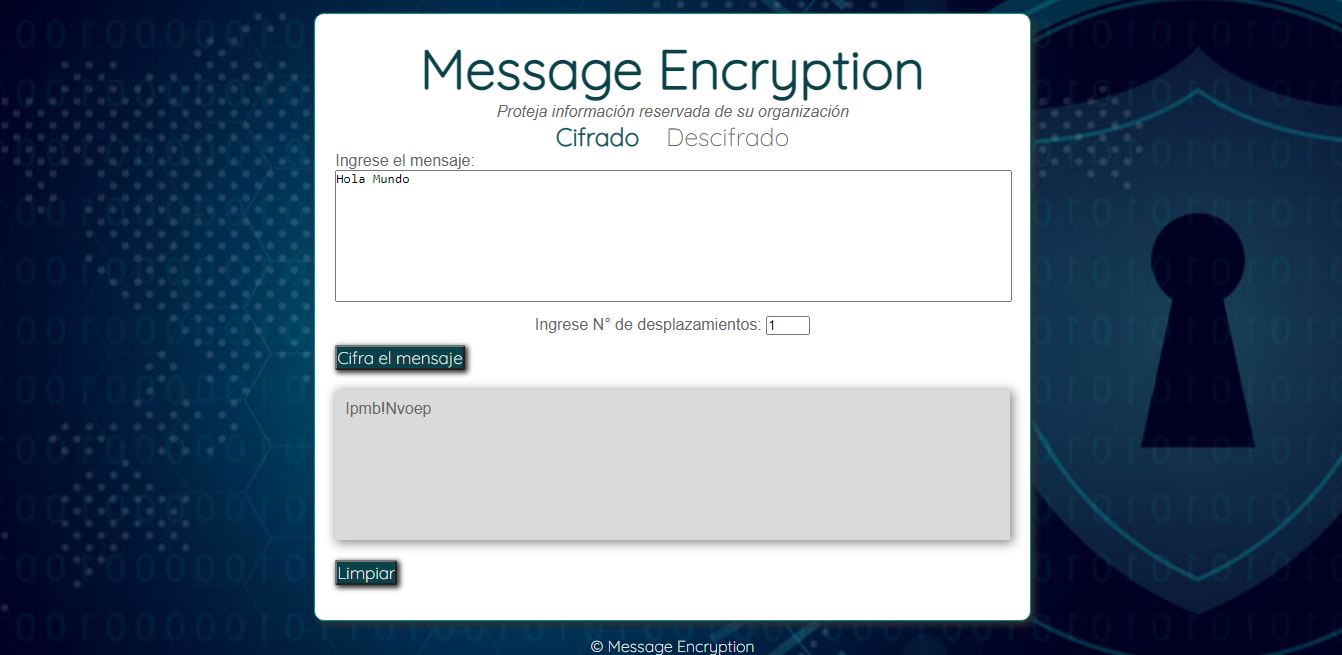 Message Encryption
Proteja información reservada de su organización
Cifrado Descifrado
Ingrese el mensaje:
Hola Mundo
Ingrese N° de desplazamientos: 1
Cifra el mensaje
Ipmb!Nvoep
Limpiar
© Message Encryption